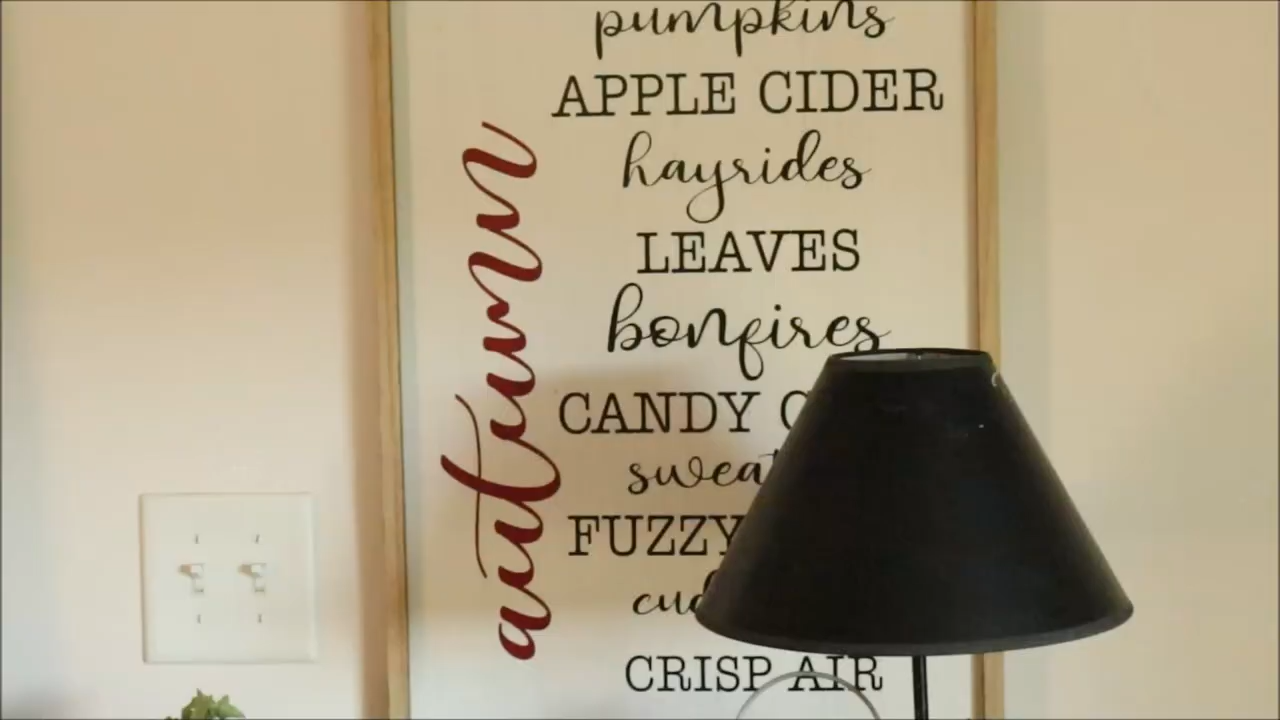 autumn
pumpkins
APPLE CIDER
hayrides
LEAVES
bonfires
CANDY
FUZZY
CRISP AIR